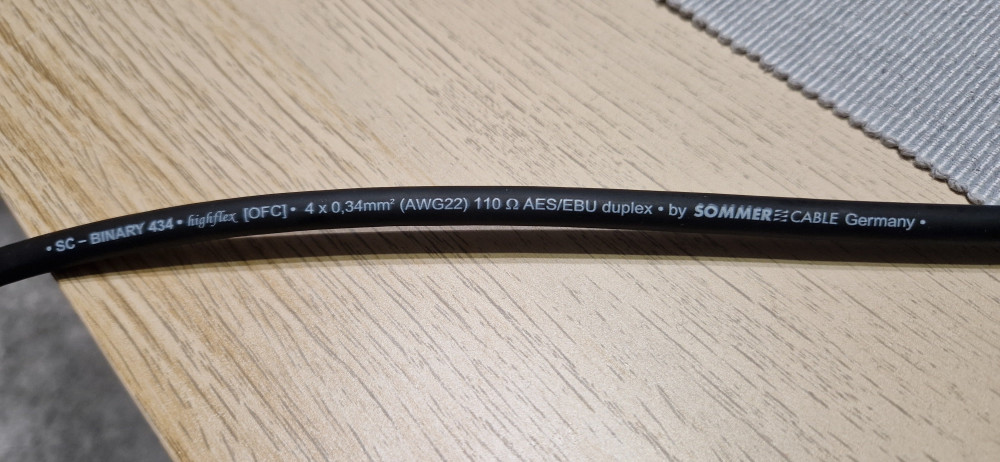 • SC – BINARY 434 • highflex [OFC] • 4 x 0,34mm² (AWG22) 110 Ω AES/EBU duplex • by SOMMER CABLE Germany •